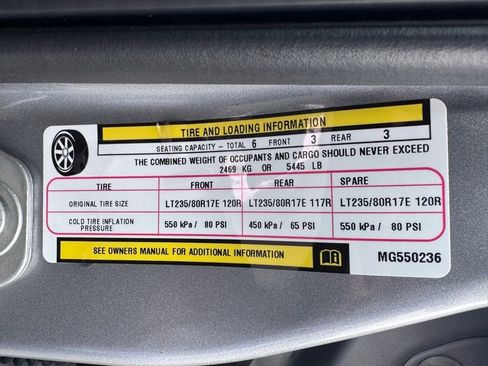 TIRE AND LOADING INFORMATION
SEATING CAPACITY - TOTAL 6 FRONT 3 REAR 3
THE COMBINED WEIGHT OF OCCUPANTS AND CARGO SHOULD NEVER EXCEED
2469 KG OR 5445 LB
TIRE FRONT REAR SPARE
ORIGINAL TIRE SIZE LT235/80R17E 120R LT235/80R17E 117R LT235/80R17E 120R
COLD TIRE INFLATION PRESSURE 550 kPa / 80 PSI 450 kPa / 65 PSI 550 kPa / 80 PSI
SEE OWNERS MANUAL FOR ADDITIONAL INFORMATION MG550236